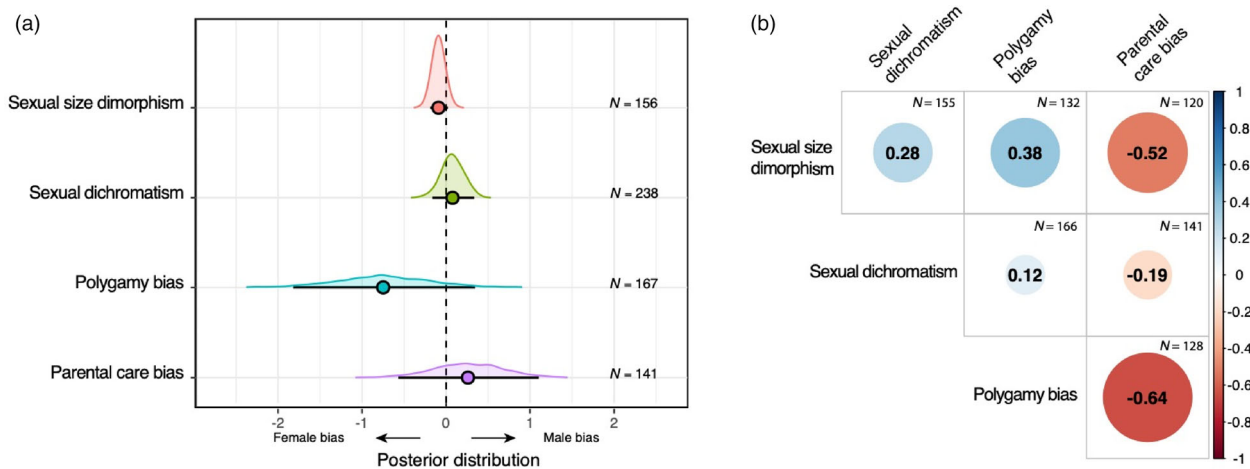 (a)
Sexual size dimorphism
N = 156
Sexual dichromatism
N = 238
Polygamy bias
N = 167
Parental care bias
N = 141
-2
-1
0
1
2
Female bias
Male bias
Posterior distribution
(b)
Sexual
dichromatism
Polygamy
bias
Parental
care bias
Sexual size
dimorphism
N = 155
0.28
N = 132
0.38
N = 120
-0.52
Sexual dichromatism
N = 166
0.12
N = 141
-0.19
Polygamy bias
N = 128
-0.64
1
0.8
0.6
0.4
0.2
0
-0.2
-0.4
-0.6
-0.8
-1